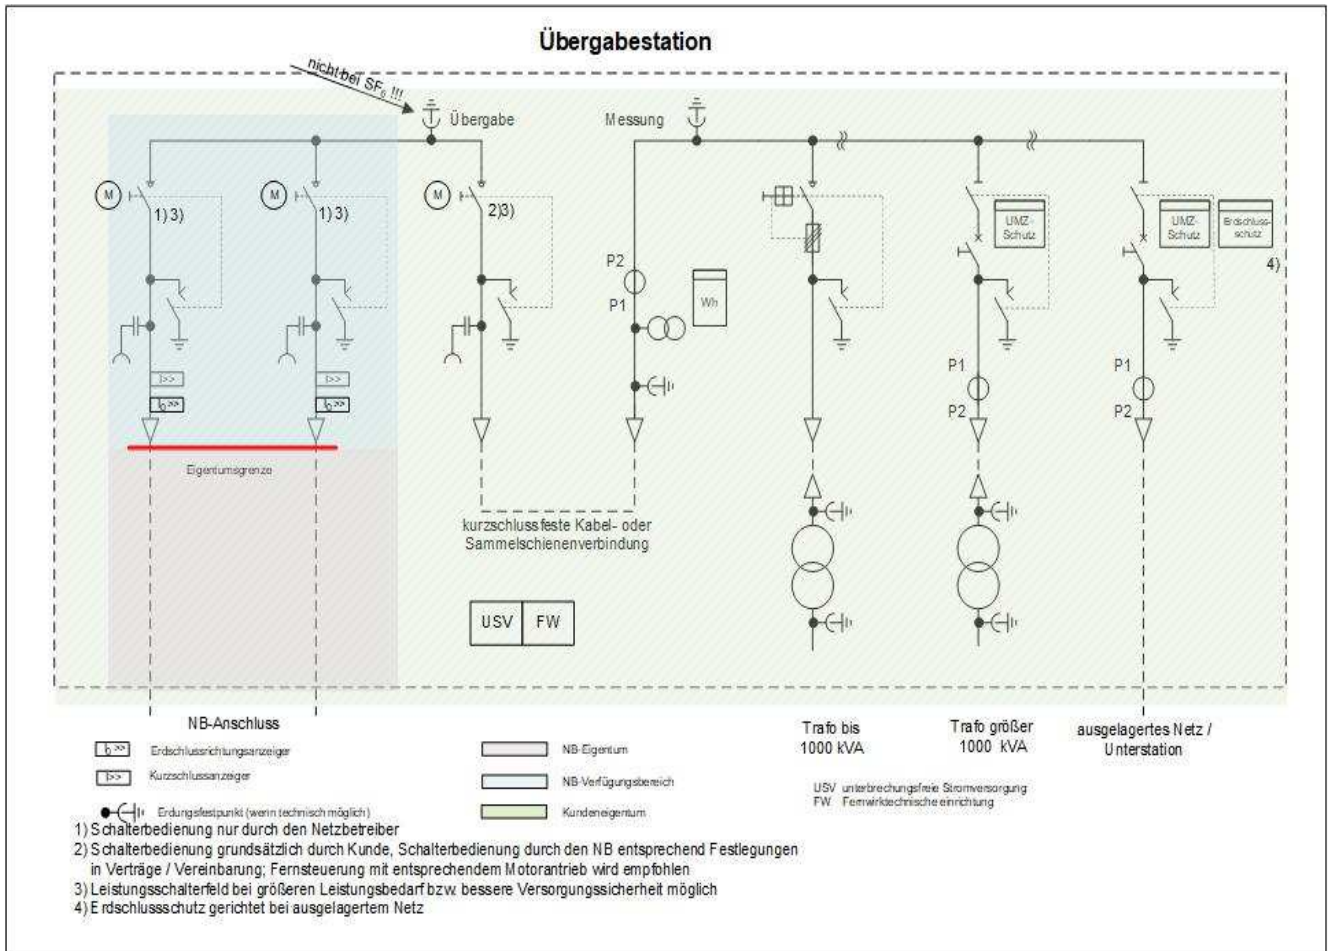 Übergabestation
nicht bei SF6 !!!
Übergabe
Messung
M
M
M
1) 3)
1) 3)
2)3)
UMZ-
Schutz
UMZ-
Schutz
Erdschluss-
schutz
4)
P2
P1
Wh
P1
P2
P1
P2
I>>
I>>
I0 >>
I0 >>
Eigentumsgrenze
kurzschlussfeste Kabel- oder
Sammelschienenverbindung
USV
FW
NB-Anschluss
Trafo bis
1000 kVA
Trafo größer
1000 kVA
ausgelagertes Netz /
Unterstation
I0 >>
Erdschlussrichtungsanzeiger
I>>
Kurzschlussanzeiger
Erdungsfestpunkt (wenn technisch möglich)
NB-Eigentum
NB-Verfügungsbereich
Kundeneigentum
USV unterbrechungsfreie Stromversorgung
FW Fernwirktechnische einrichtung
1) Schalterbedienung nur durch den Netzbetreiber
2) Schalterbedienung grundsätzlich durch Kunde, Schalterbedienung durch den NB entsprechend Festlegungen
in Verträge / Vereinbarung; Fernsteuerung mit entsprechendem Motorantrieb wird empfohlen
3) Leistungsschalterfeld bei größeren Leistungsbedarf bzw. bessere Versorgungssicherheit möglich
4) Erdschlussschutz gerichtet bei ausgelagertem Netz